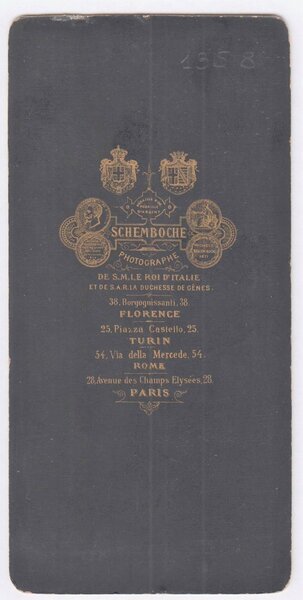 1358
SCHEMBOCHE
PHOTOGRAPHE
DE S.M. LE ROI D'ITALIE
ET DE S.A.R. LA DUCHESSE DE GÊNES.
38, Borgognissanti, 38.
FLORENCE
25, Piazza Castello, 25.
TURIN
54, Via della Mercede, 54.
ROME
28, Avenue des Champs Elysées, 28.
PARIS